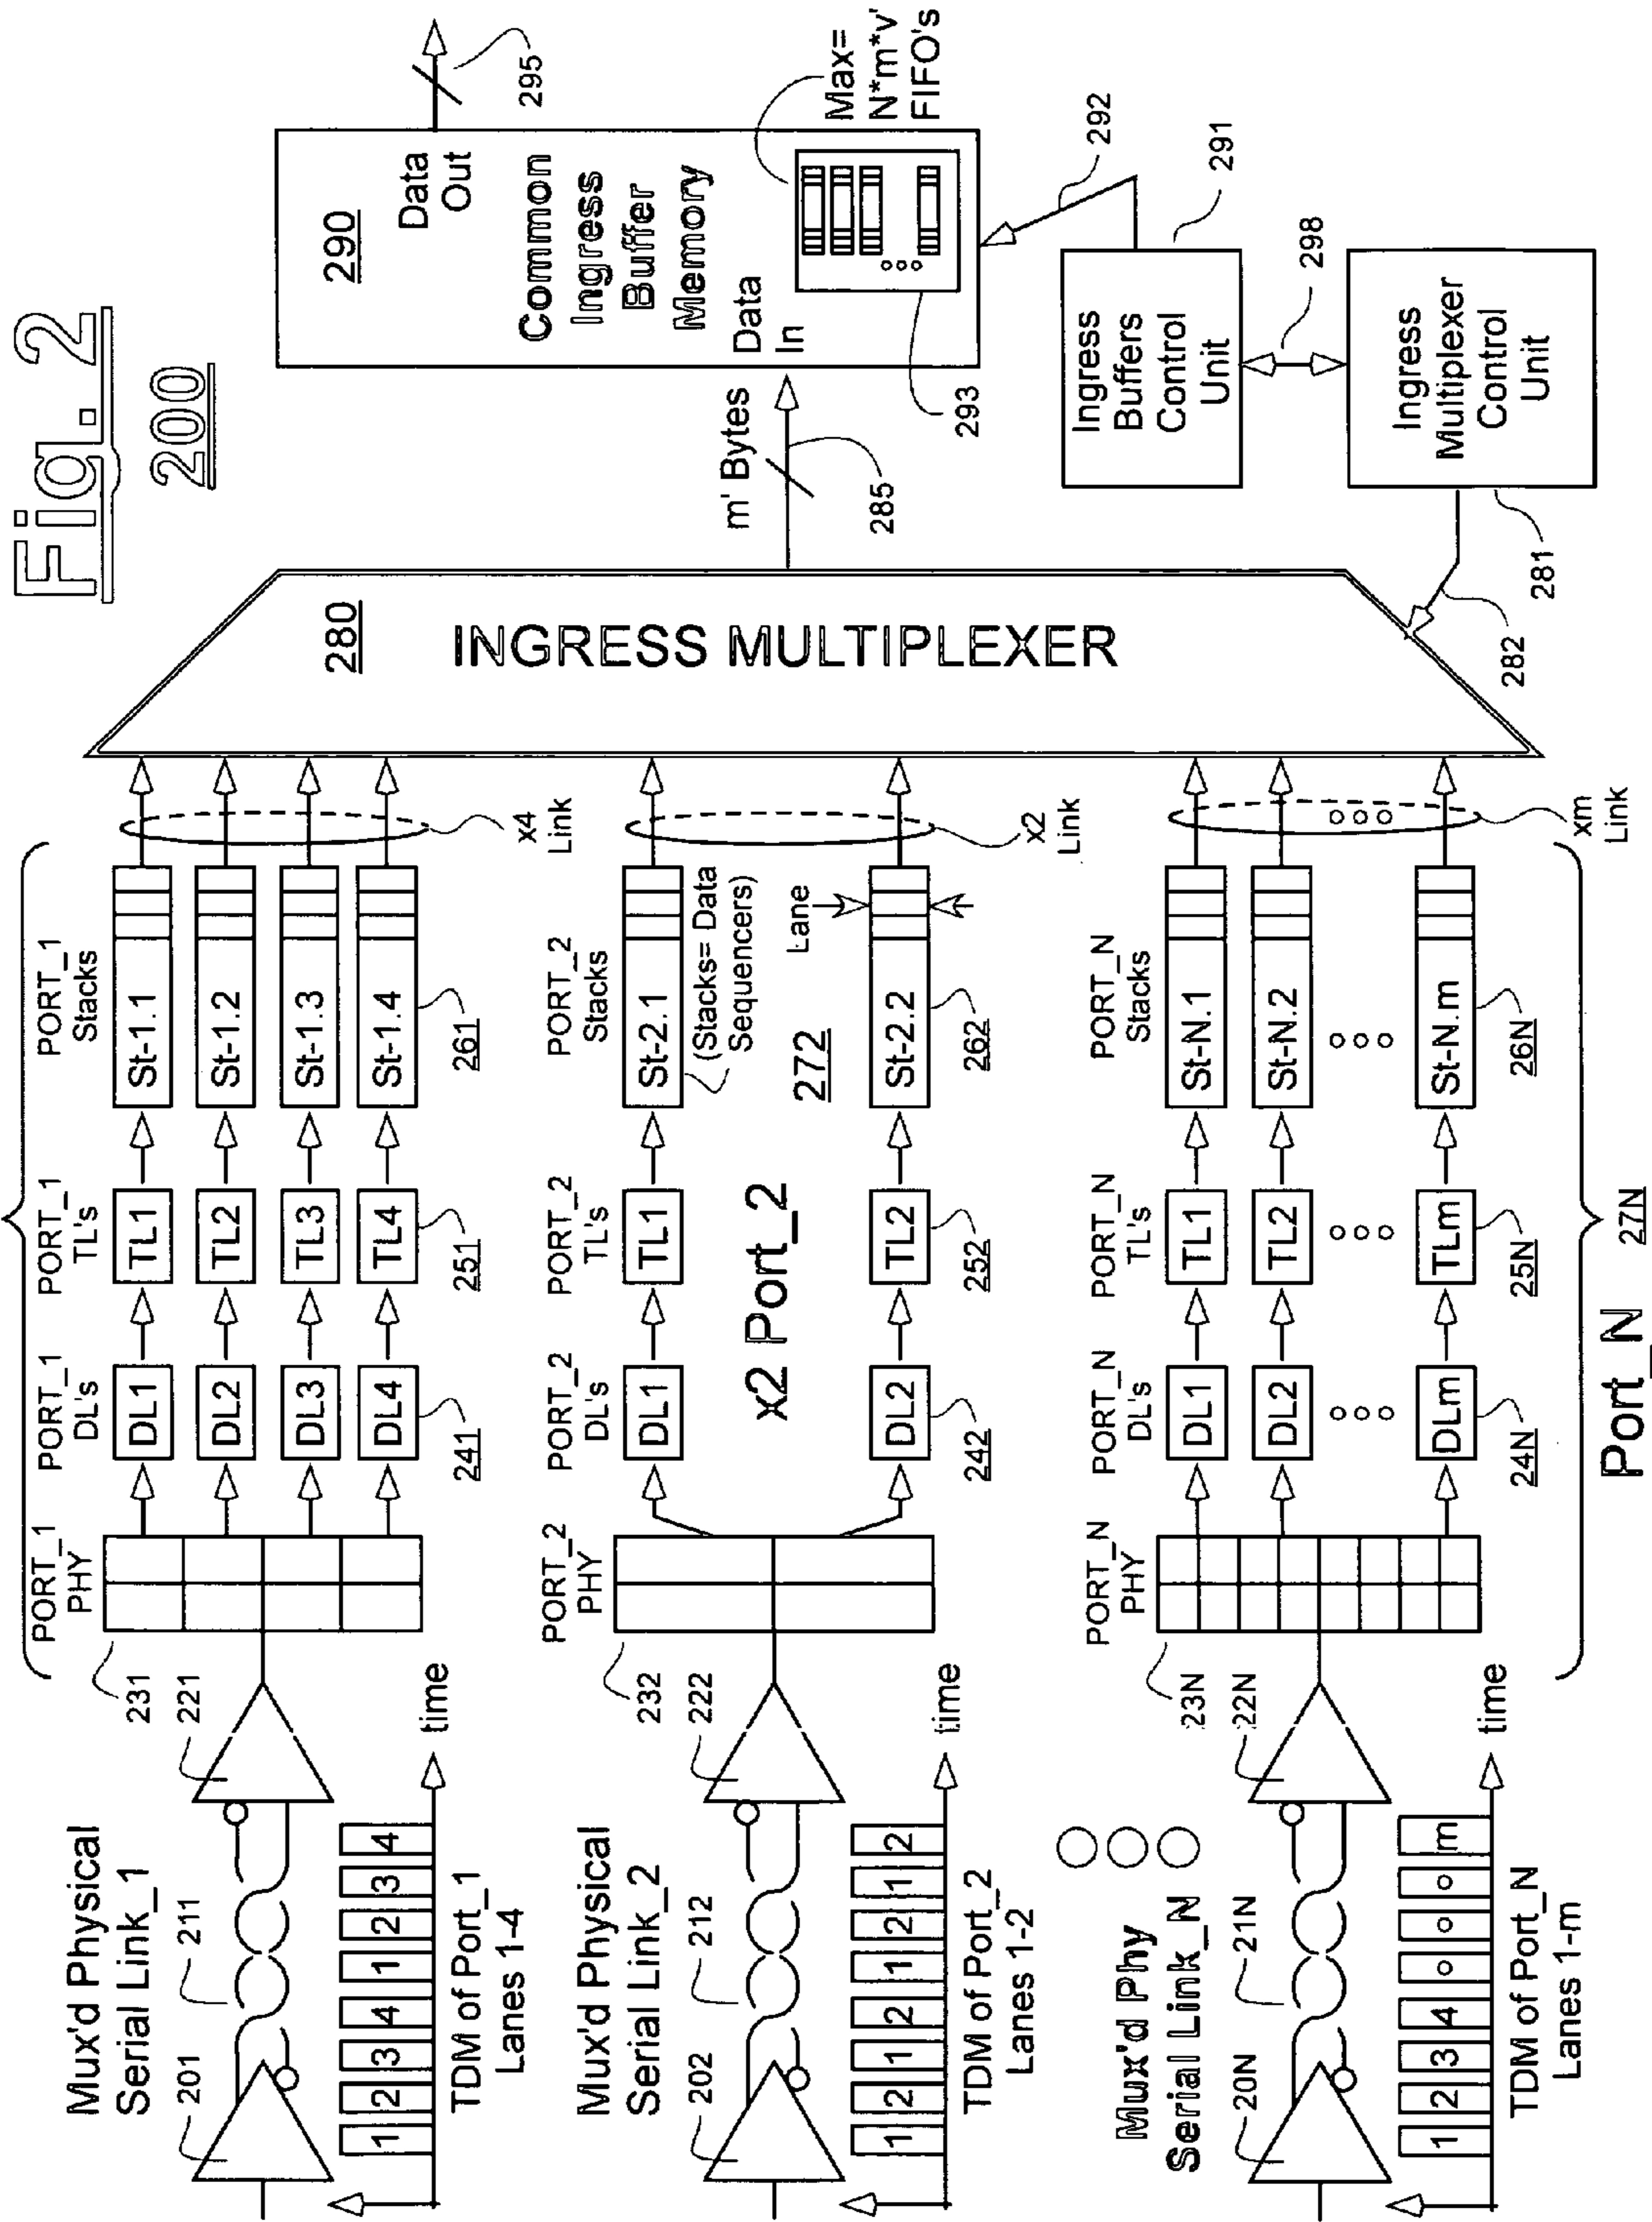 Fig. 2
200
Mux'd Physical
Serial Link_1
201
211
221
1 2 3 4 1 2 3 4
time
TDM of Port_1
Lanes 1-4
231
PORT_1
PHY
PORT_1
DL's
DL1
DL2
DL3
DL4
241
PORT_1
TL's
TL1
TL2
TL3
TL4
251
PORT_1
Stacks
St-1.1
St-1.2
St-1.3
St-1.4
261
x4
Link
Mux'd Physical
Serial Link_2
202
212
222
1 2 1 2 1 2 1 2
time
TDM of Port_2
Lanes 1-2
232
PORT_2
PHY
PORT_2
DL's
DL1
DL2
242
x2 Port_2
272
PORT_2
TL's
TL1
TL2
252
PORT_2
Stacks
St-2.1
(Stacks= Data
Sequencers)
Lane
St-2.2
262
x2
Link
Mux'd Phy
Serial Link_N
20N
21N
22N
1 2 3 4 o o o m
time
TDM of Port_N
Lanes 1-m
23N
PORT_N
PHY
PORT_N
DL's
DL1
DL2
DLm
24N
PORT_N
TL's
TL1
TL2
TLm
25N
PORT_N
Stacks
St-N.1
St-N.2
St-N.m
26N
xm
Link
Port_N
27N
280
INGRESS MULTIPLEXER
282
281
m' Bytes
285
290
Data
Out
295
Common
Ingress
Buffer
Memory
Data
In
Max=
N*m*v'
FIFO's
293
292
Ingress
Buffers
Control
Unit
291
298
Ingress
Multiplexer
Control
Unit